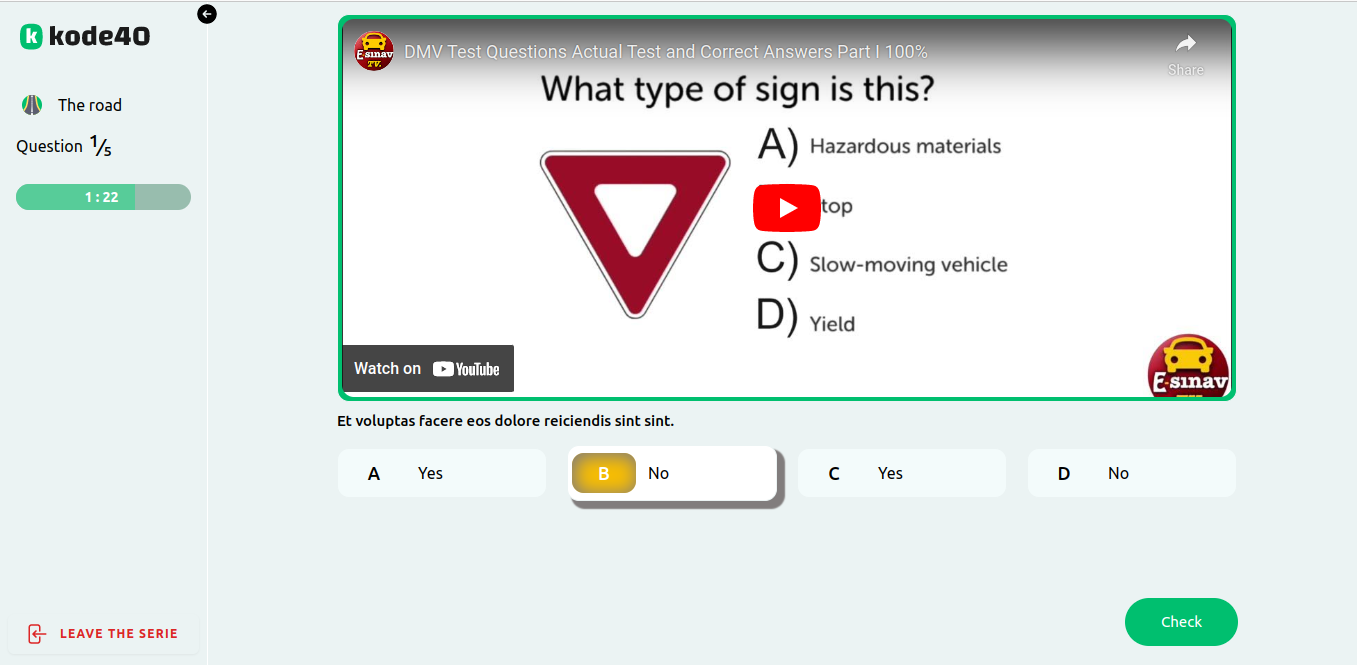 k kode40
The road
Question 1/5
1 : 22
LEAVE THE SERIE
E-sınav
TV.
DMV Test Questions Actual Test and Correct Answers Part I 100%
Share
What type of sign is this?
A) Hazardous materials
top
C) Slow-moving vehicle
D) Yield
Watch on YouTube
E-sınav
Et voluptas facere eos dolore reiciendis sint sint.
A Yes
B No
C Yes
D No
Check